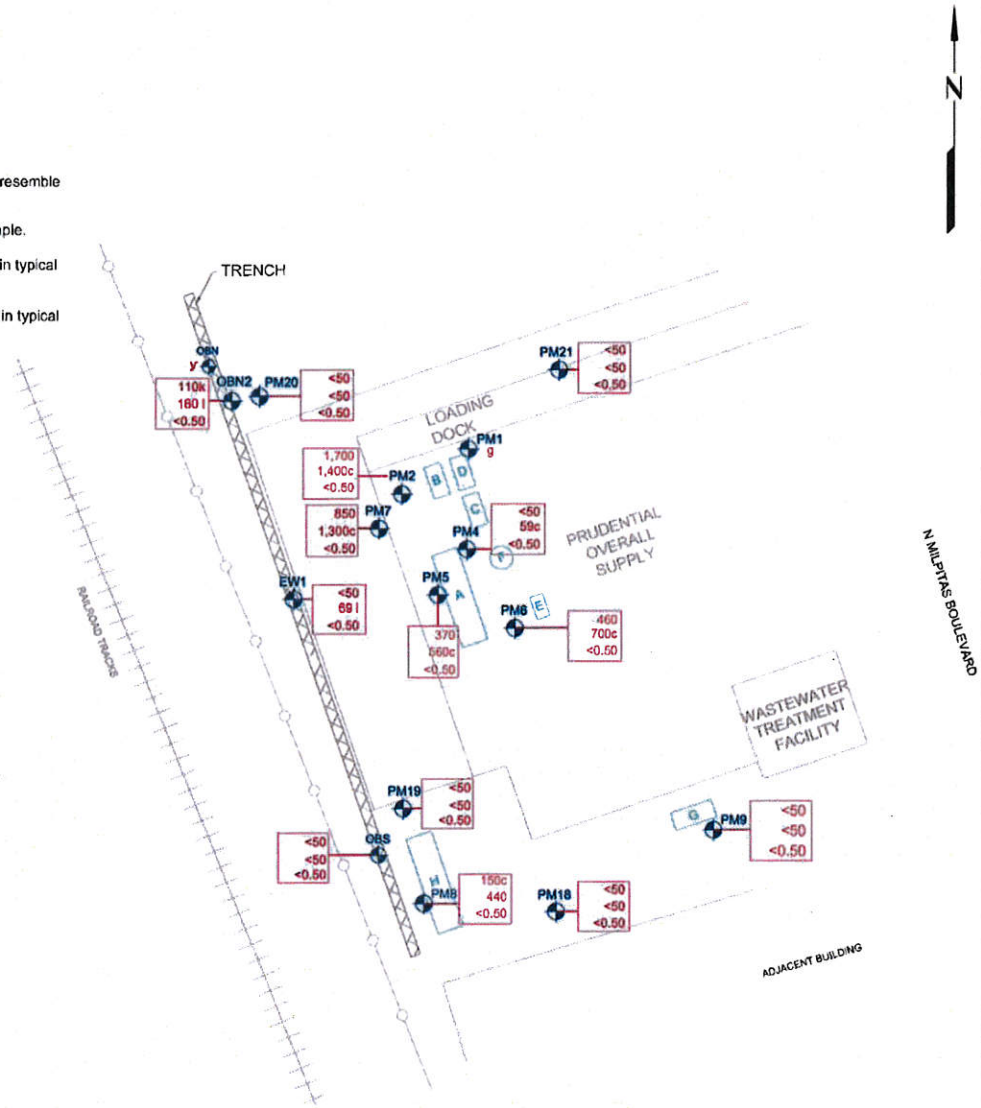 N
resemble
ple.
in typical
in typical
TRENCH
OBN
y
OBN2
110k
160 l
<0.50
PM20
<50
<50
<0.50
PM21
<50
<50
<0.50
LOADING
DOCK
PM1
g
1,700
1,400c
<0.50
PM2
B
D
C
PM7
850
1,300c
<0.50
PM4
<50
59c
<0.50
F
PRUDENTIAL
OVERALL
SUPPLY
N MILPITAS BOULEVARD
EW1
<50
69 l
<0.50
PM5
A
370
560c
<0.50
PM6
E
460
700c
<0.50
RAILROAD TRACKS
WASTEWATER
TREATMENT
FACILITY
PM19
<50
<50
<0.50
G
PM9
<50
<50
<0.50
OBS
<50
<50
<0.50
H
PM8
150c
440
<0.50
PM18
<50
<50
<0.50
ADJACENT BUILDING